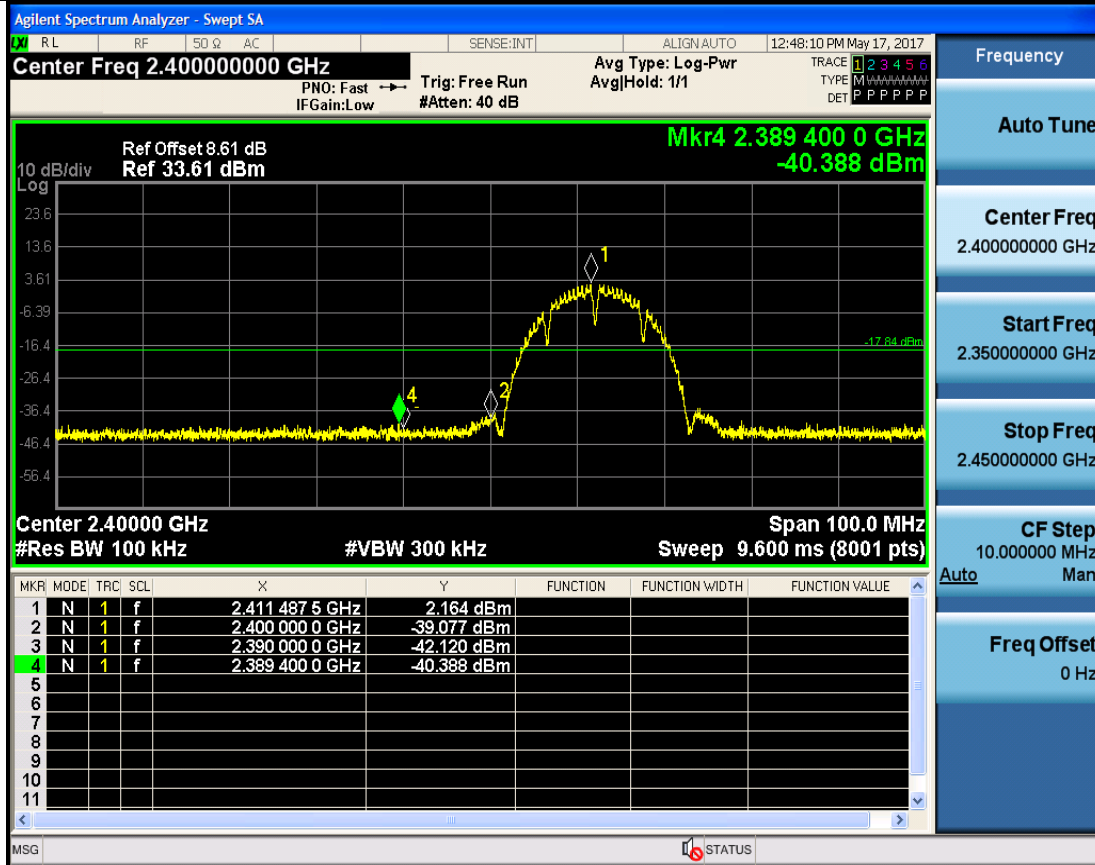 Agilent Spectrum Analyzer - Swept SA
LXI RL RF 50 Ω AC SENSE:INT ALIGN AUTO 12:48:10 PM May 17, 2017
Center Freq 2.400000000 GHz
PNO: Fast
IFGain:Low
Trig: Free Run
#Atten: 40 dB
Avg Type: Log-Pwr
Avg|Hold: 1/1
TRACE 1 2 3 4 5 6
TYPE M
DET P P P P P P
Ref Offset 8.61 dB
10 dB/div Ref 33.61 dBm
Log
Mkr4 2.389 400 0 GHz
-40.388 dBm
23.6
13.6
3.61
-6.39
-16.4
-26.4
-36.4
-46.4
-56.4
1
-17.84 dBm
4
2
Center 2.40000 GHz Span 100.0 MHz
#Res BW 100 kHz #VBW 300 kHz Sweep 9.600 ms (8001 pts)
MKR MODE TRC SCL X Y FUNCTION FUNCTION WIDTH FUNCTION VALUE
1 N 1 f 2.411 487 5 GHz 2.164 dBm
2 N 1 f 2.400 000 0 GHz -39.077 dBm
3 N 1 f 2.390 000 0 GHz -42.120 dBm
4 N 1 f 2.389 400 0 GHz -40.388 dBm
5
6
7
8
9
10
11
MSG STATUS
Frequency
Auto Tune
Center Freq
2.400000000 GHz
Start Freq
2.350000000 GHz
Stop Freq
2.450000000 GHz
CF Step
10.000000 MHz
Auto Man
Freq Offset
0 Hz